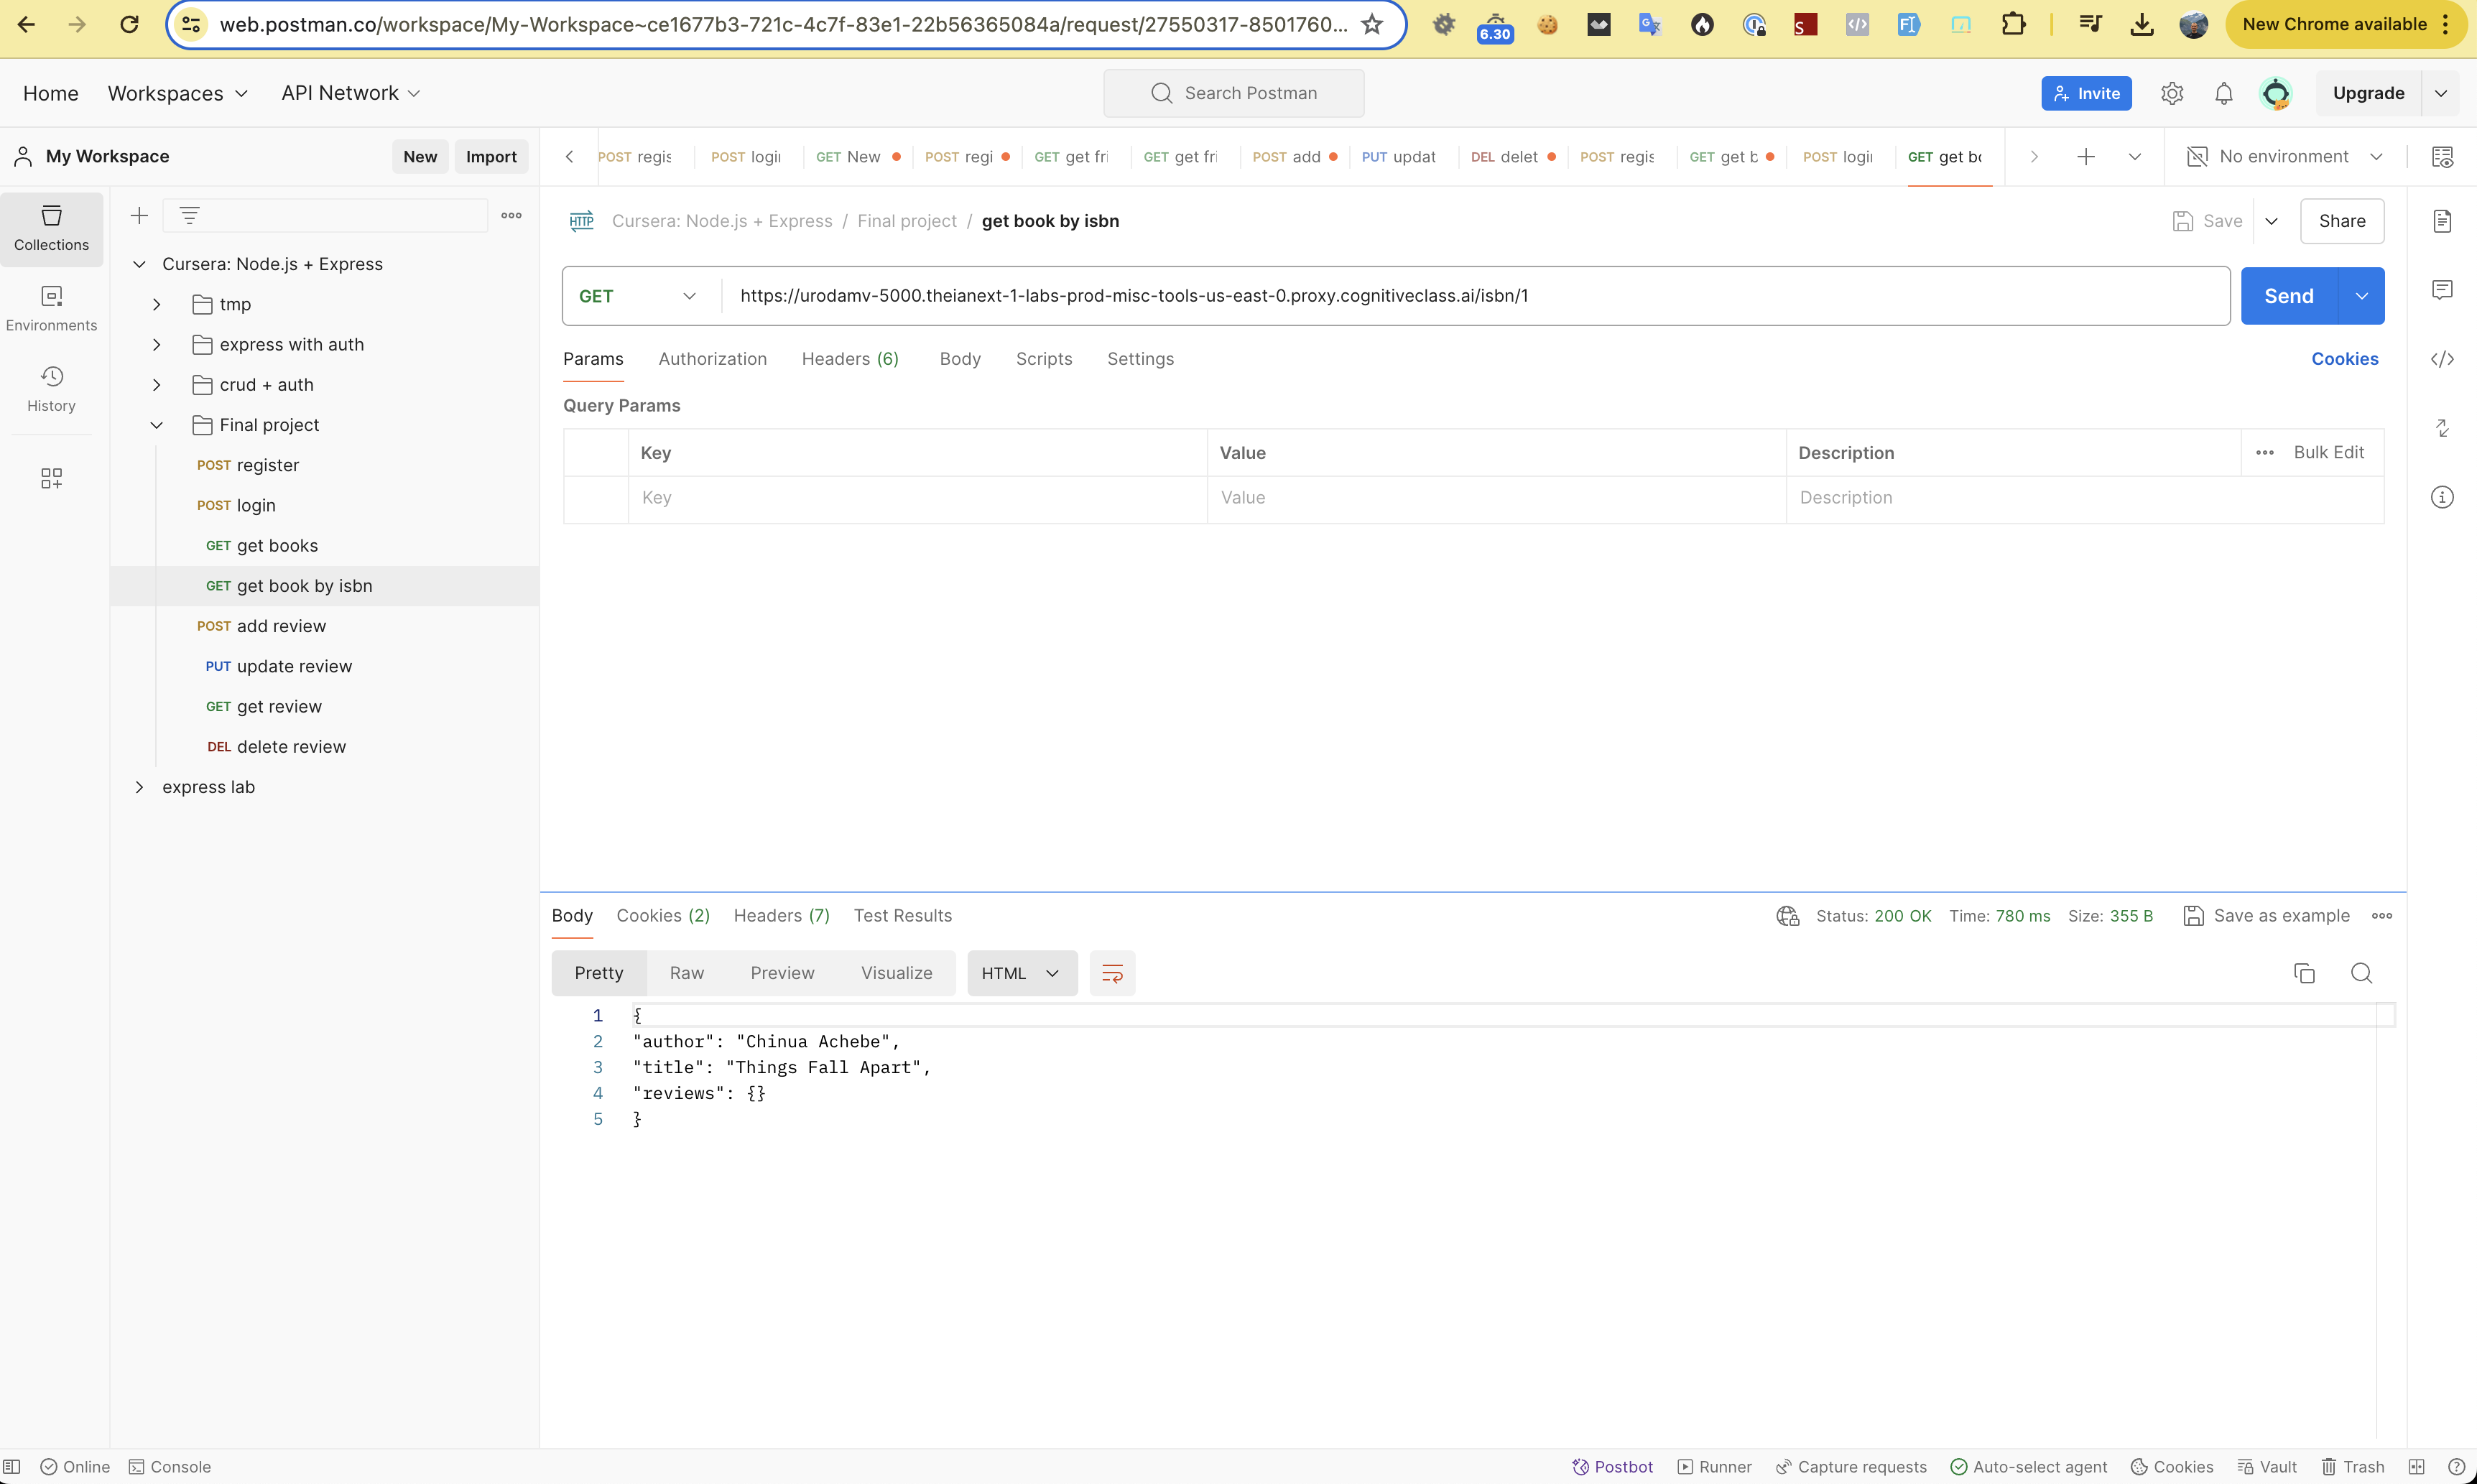 web.postman.co/workspace/My-Workspace~ce1677b3-721c-4c7f-83e1-22b56365084a/request/27550317-8501760...
6.30
New Chrome available
Home
Workspaces
API Network
Search Postman
Invite
Upgrade
My Workspace
New
Import
POST regis
POST logii
GET New
POST regi
GET get fri
GET get fri
POST add
PUT updat
DEL delet
POST regis
GET get b
POST logii
GET get bo
No environment
Collections
Environments
History
Cursera: Node.js + Express
tmp
express with auth
crud + auth
Final project
POST register
POST login
GET get books
GET get book by isbn
POST add review
PUT update review
GET get review
DEL delete review
express lab
HTTP Cursera: Node.js + Express / Final project / get book by isbn
Save
Share
GET
https://urodamv-5000.theianext-1-labs-prod-misc-tools-us-east-0.proxy.cognitiveclass.ai/isbn/1
Send
Params
Authorization
Headers (6)
Body
Scripts
Settings
Cookies
Query Params
Key
Value
Description
Bulk Edit
Key
Value
Description
Body
Cookies (2)
Headers (7)
Test Results
Status: 200 OK
Time: 780 ms
Size: 355 B
Save as example
Pretty
Raw
Preview
Visualize
HTML
1 {
2 "author": "Chinua Achebe",
3 "title": "Things Fall Apart",
4 "reviews": {}
5 }
Online
Console
Postbot
Runner
Capture requests
Auto-select agent
Cookies
Vault
Trash